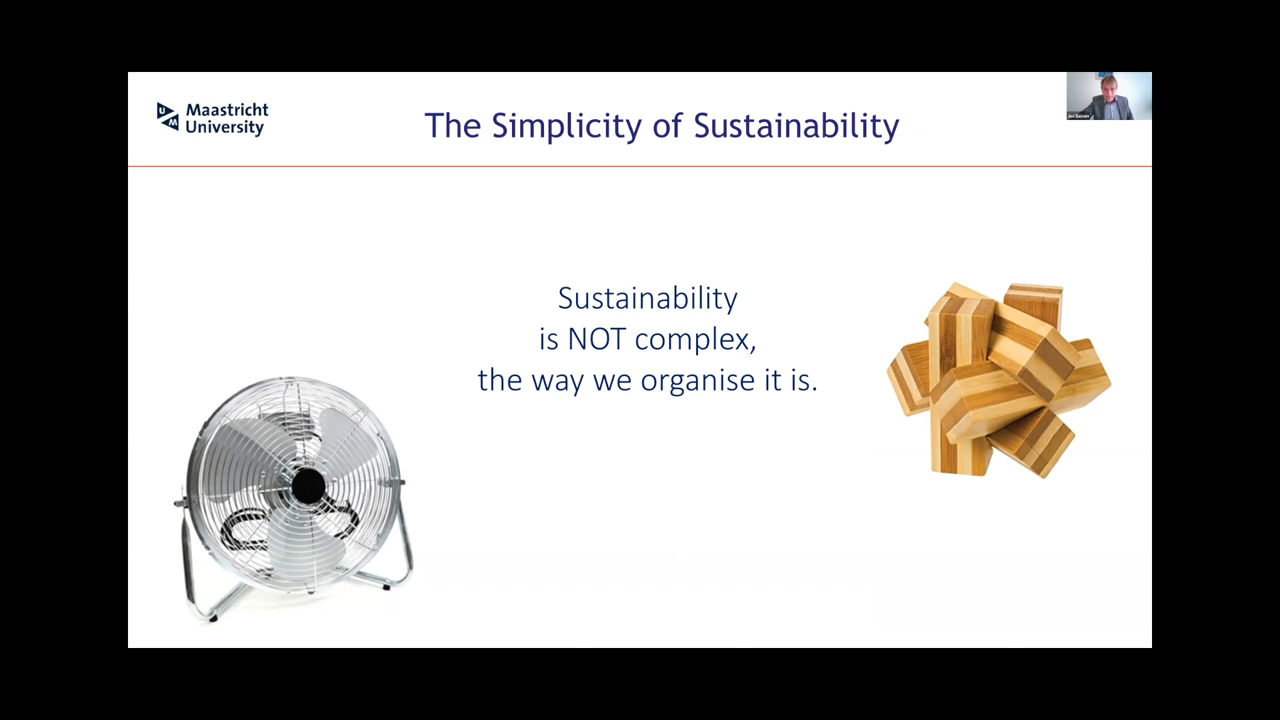 Maastricht
University
The Simplicity of Sustainability
Sustainability
is NOT complex,
the way we organise it is.